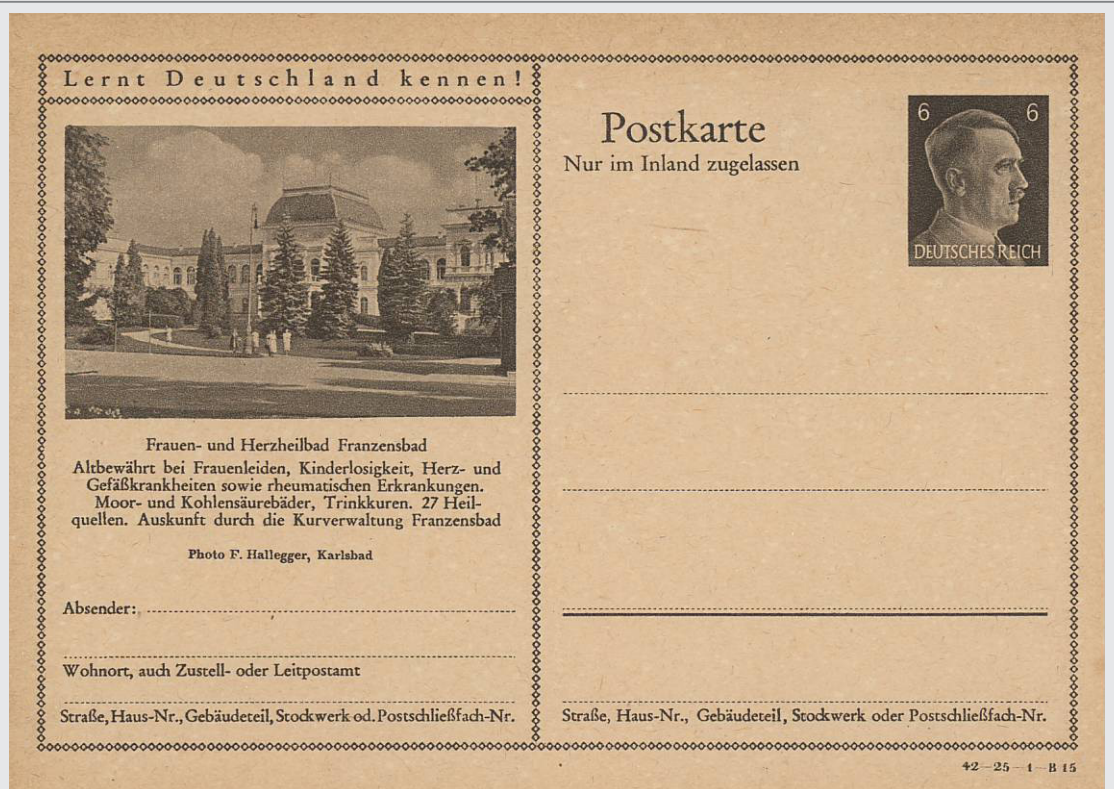 Lernt Deutschland kennen!
Frauen- und Herzheilbad Franzensbad
Altbewährt bei Frauenleiden, Kinderlosigkeit, Herz- und
Gefäßkrankheiten sowie rheumatischen Erkrankungen.
Moor- und Kohlensäurebäder, Trinkkuren. 27 Heil-
quellen. Auskunft durch die Kurverwaltung Franzensbad
Photo F. Hallegger, Karlsbad
Absender:
Wohnort, auch Zustell- oder Leitpostamt
Straße, Haus-Nr., Gebäudeteil, Stockwerk od. Postschließfach-Nr.
Postkarte
Nur im Inland zugelassen
6 6
DEUTSCHES REICH
Straße, Haus-Nr., Gebäudeteil, Stockwerk oder Postschließfach-Nr.
42—25—1—B 15